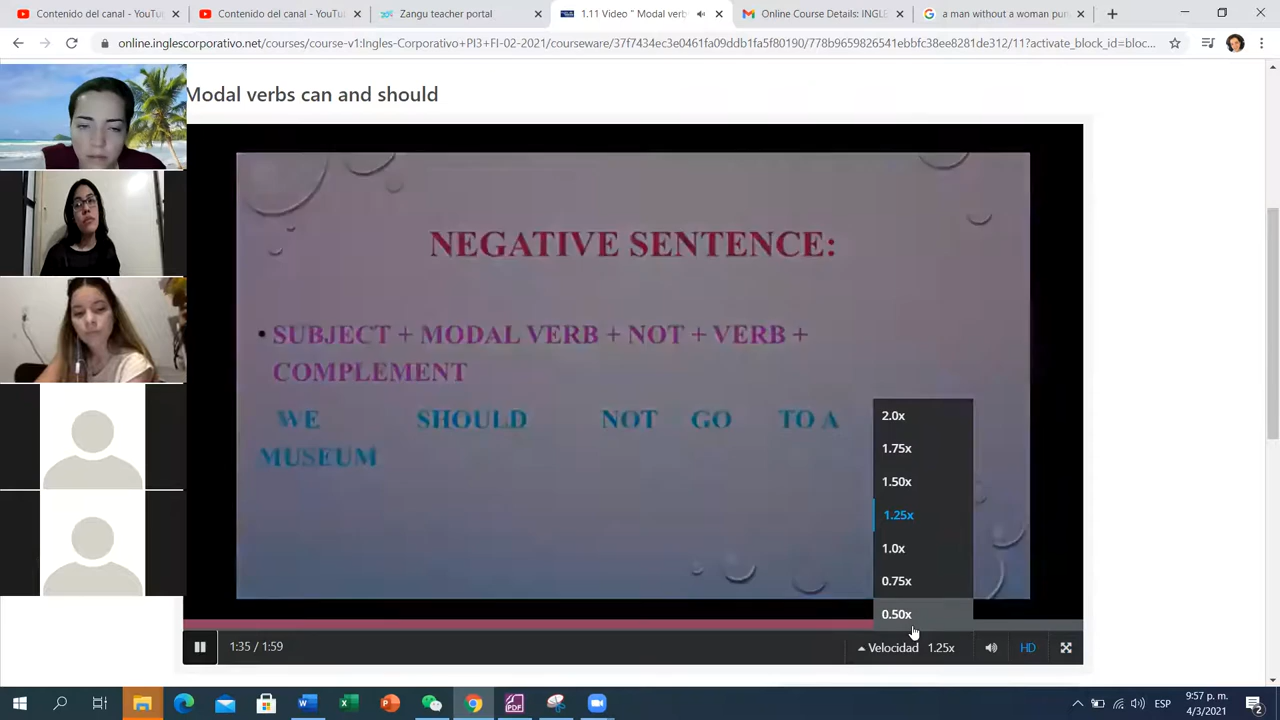 Contenido del canal - YouTu
Contenido del canal - YouTu
Zangu teacher portal
1.11 Video " Modal verb
Online Course Details: INGLE
a man without a woman pun
online.inglescorporativo.net/courses/course-v1:Ingles-Corporativo+PI3+FI-02-2021/courseware/37f7434ec3e0461fa09ddb1fa5f80190/778b9659826541ebbfc38ee8281de312/11?activate_block_id=bloc...
Modal verbs can and should
NEGATIVE SENTENCE:
• SUBJECT + MODAL VERB + NOT + VERB +
COMPLEMENT
WE SHOULD NOT GO TO A
MUSEUM
2.0x
1.75x
1.50x
1.25x
1.0x
0.75x
0.50x
1:35 / 1:59
Velocidad 1.25x
HD
ESP
9:57 p. m.
4/3/2021
2